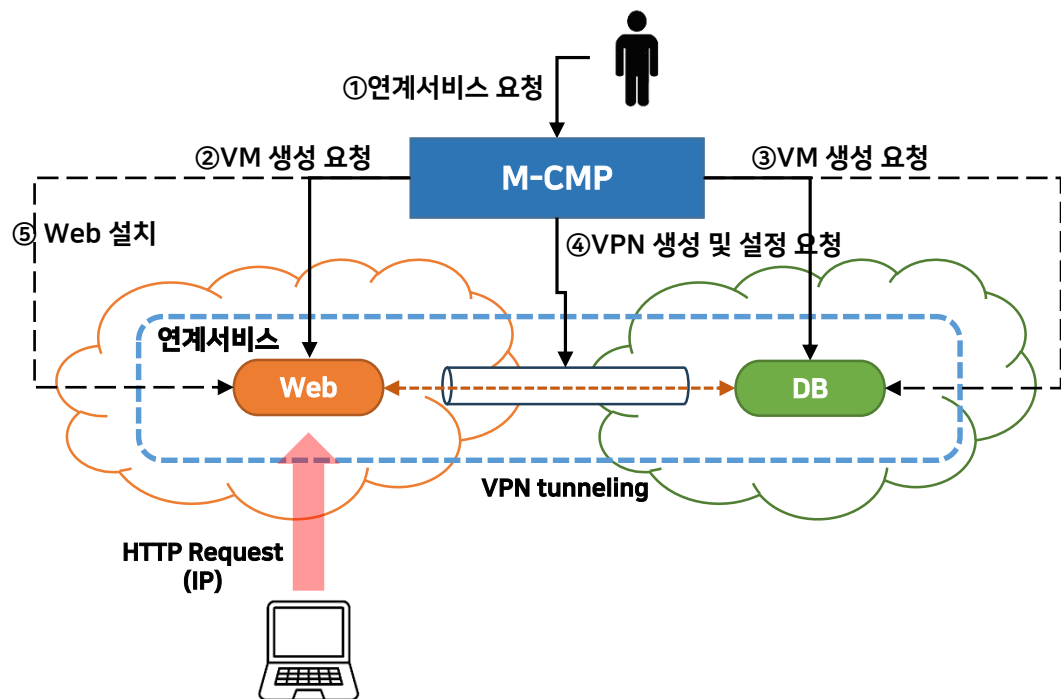 ①연계서비스 요청
②VM 생성 요청
③VM 생성 요청
M-CMP
⑤ Web 설치
④VPN 생성 및 설정 요청
연계서비스
Web
DB
VPN tunneling
HTTP Request
(IP)